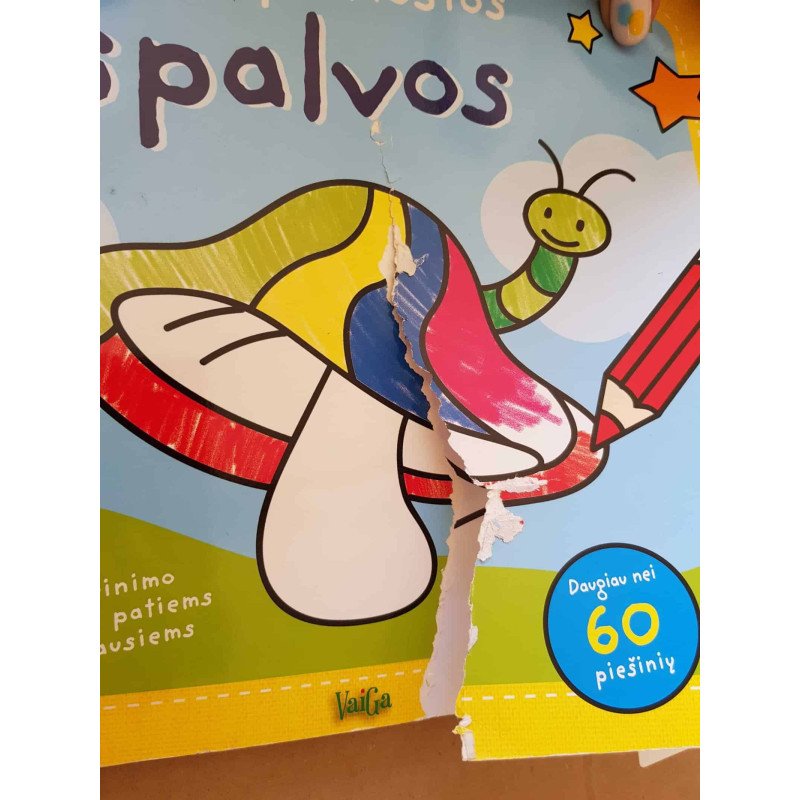 spalvos
inimo
patiems
ausiems
Daugiau nei
60
piešinių
VaiGa